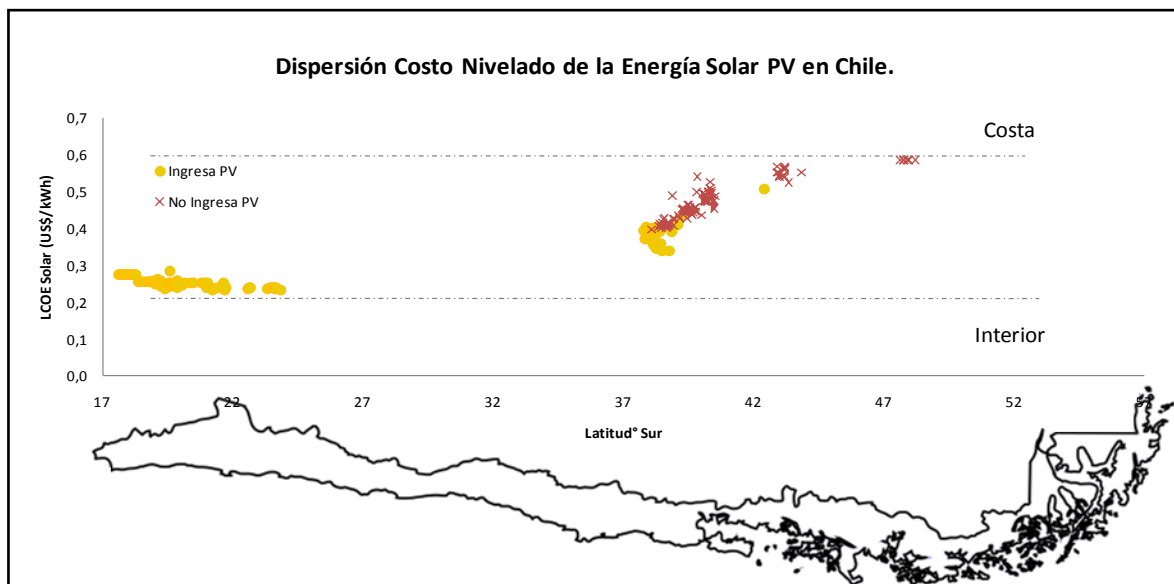 Dispersión Costo Nivelado de la Energía Solar PV en Chile.
LCOE Solar (US$/kWh)
0,7
0,6
0,5
0,4
0,3
0,2
0,1
0,0
Ingresa PV
No Ingresa PV
Costa
Interior
17 22 27 32 37 42 47 52 57
Latitud° Sur